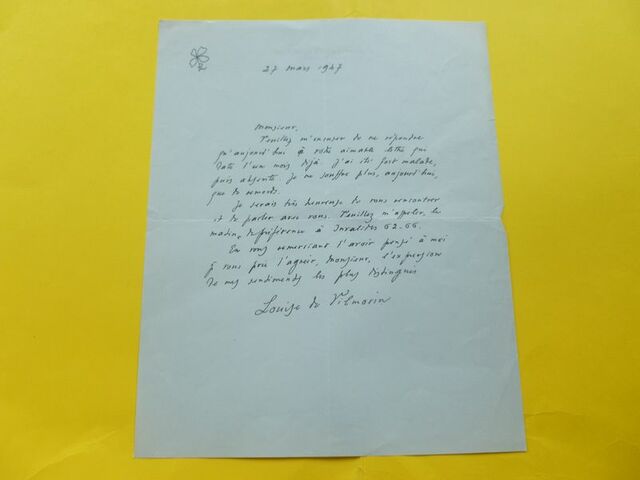 27 mars 1947
Monsieur,
Veuillez m'excuser de ne répondre
qu'aujourd'hui à votre aimable lettre qui
date d'un mois déjà. J'ai été fort malade,
puis absente. Je ne souffre plus, aujourd'hui,
que de remords.
Je serais très heureuse de vous rencontrer
et de parler avec vous. Veuillez m'appeler, le
matin de préférence à Invalides 62.66.
En vous remerciant d'avoir pensé à moi
je vous prie d'agréer, Monsieur, l'expression
de mes sentiments les plus distingués
Louise de Vilmorin